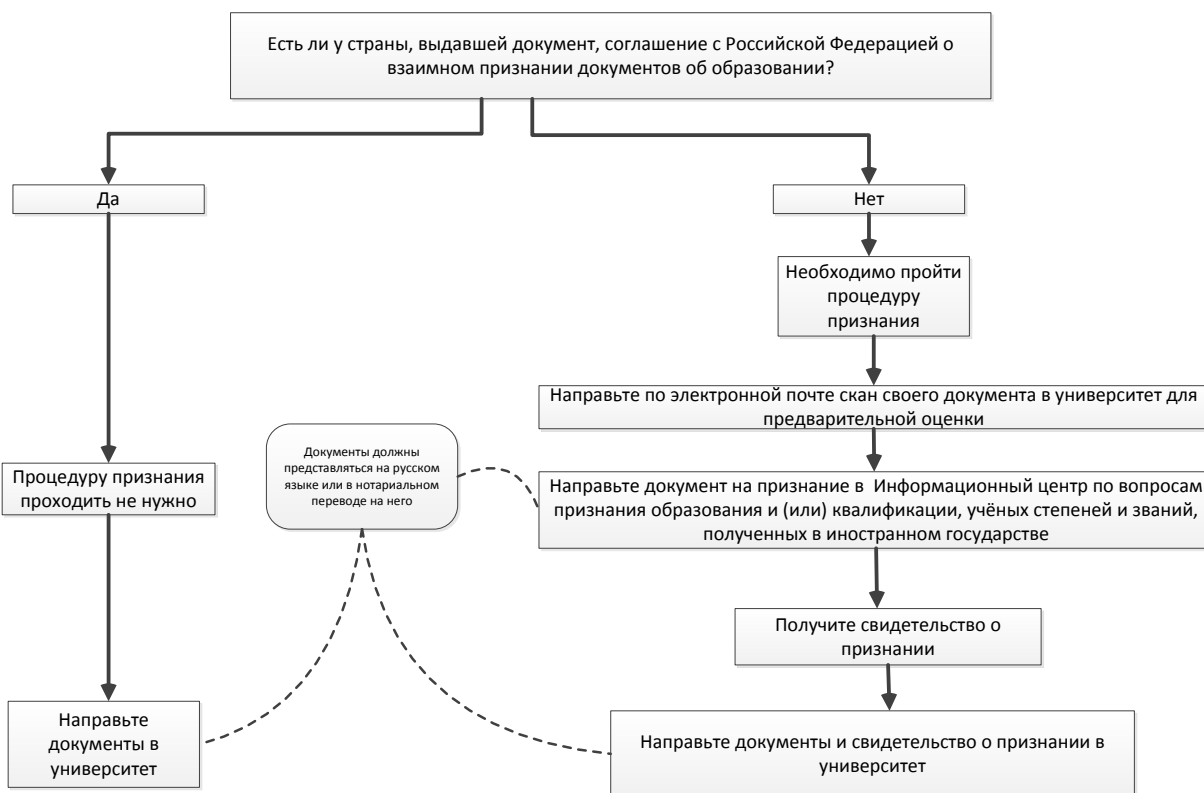 Есть ли у страны, выдавшей документ, соглашение с Российской Федерацией о
взаимном признании документов об образовании?
Да
Нет
Необходимо пройти
процедуру
признания
Направьте по электронной почте скан своего документа в университет для
предварительной оценки
Документы должны
представляться на русском
языке или в нотариальном
переводе на него
Процедуру признания
проходить не нужно
Направьте документ на признание в Информационный центр по вопросам
признания образования и (или) квалификации, учёных степеней и званий,
полученных в иностранном государстве
Получите свидетельство о
признании
Направьте
документы в
университет
Направьте документы и свидетельство о признании в
университет